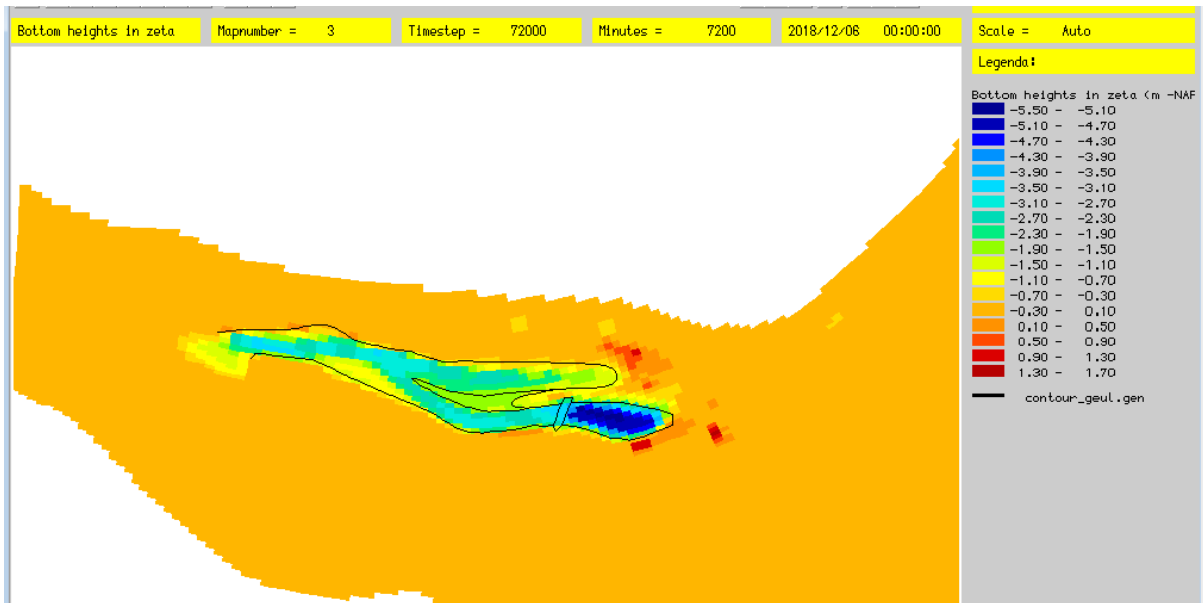 Bottom heights in zeta Mapnumber = 3 Timestep = 72000 Minutes = 7200 2018/12/06 00:00:00 Scale = Auto
Legenda:
Bottom heights in zeta (m -NAP
-5.50 - -5.10
-5.10 - -4.70
-4.70 - -4.30
-4.30 - -3.90
-3.90 - -3.50
-3.50 - -3.10
-3.10 - -2.70
-2.70 - -2.30
-2.30 - -1.90
-1.90 - -1.50
-1.50 - -1.10
-1.10 - -0.70
-0.70 - -0.30
-0.30 - 0.10
0.10 - 0.50
0.50 - 0.90
0.90 - 1.30
1.30 - 1.70
contour_geul.gen